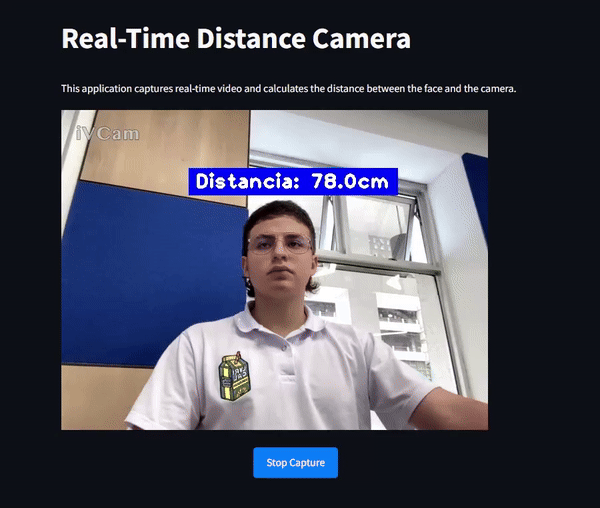 Real-Time Distance Camera
This application captures real-time video and calculates the distance between the face and the camera.
iVCam
Distancia: 78.0cm
Stop Capture